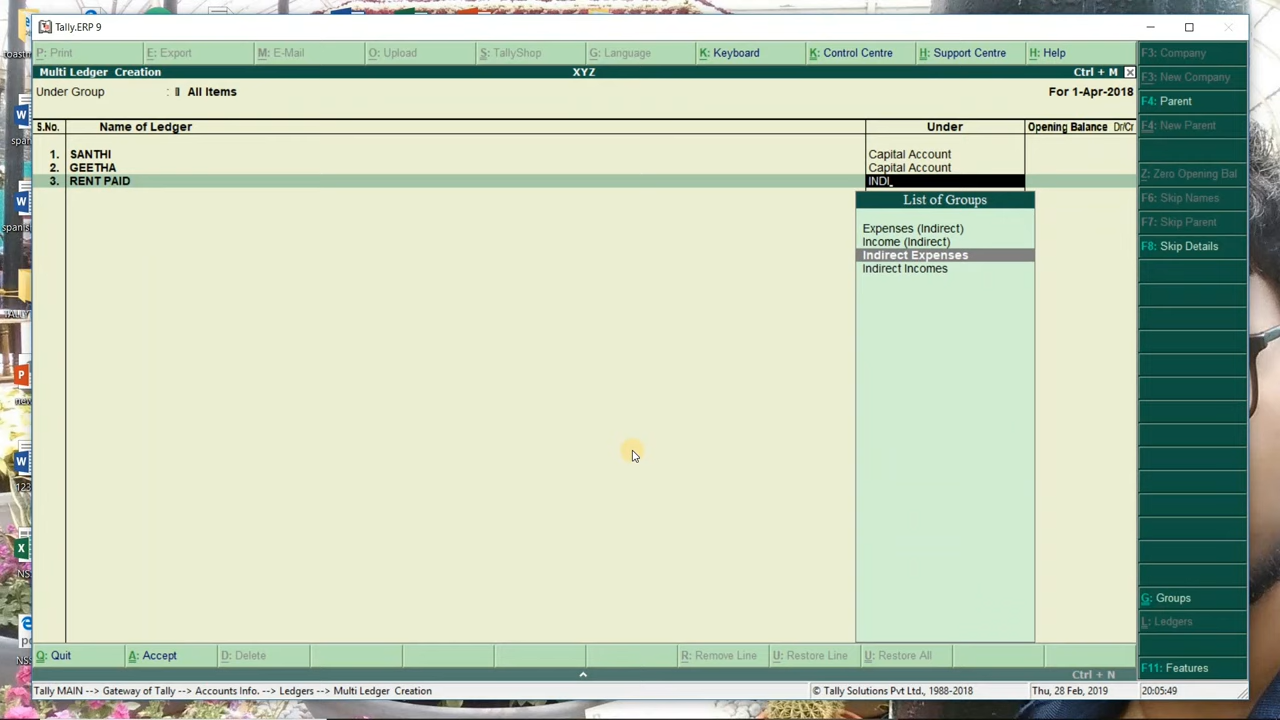 Tally.ERP 9
P: Print E: Export M: E-Mail O: Upload S: TallyShop G: Language K: Keyboard K: Control Centre H: Support Centre H: Help
F3: Company
Multi Ledger Creation XYZ Ctrl + M
F3: New Company
Under Group : All Items For 1-Apr-2018
F4: Parent
S.No. Name of Ledger Under Opening Balance Dr/Cr
F4: New Parent
1. SANTHI Capital Account
2. GEETHA Capital Account
3. RENT PAID INDI
Z: Zero Opening Bal
List of Groups
F6: Skip Names
Expenses (Indirect)
F7: Skip Parent
Income (Indirect)
F8: Skip Details
Indirect Expenses
Indirect Incomes
G: Groups
L: Ledgers
Q: Quit A: Accept D: Delete R: Remove Line U: Restore Line U: Restore All
F11: Features
Ctrl + N
Tally MAIN --> Gateway of Tally --> Accounts Info. --> Ledgers --> Multi Ledger Creation © Tally Solutions Pvt Ltd., 1988-2018 Thu, 28 Feb, 2019 20:05:49